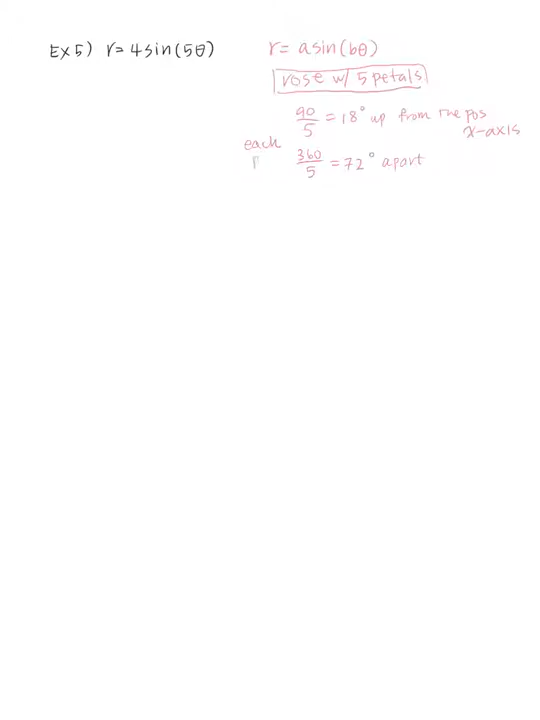 Ex 5) r = 4sin(5θ)
r = asin(bθ)
rose w/ 5 petals
90/5 = 18° up from the pos x-axis
each
360/5 = 72° apart